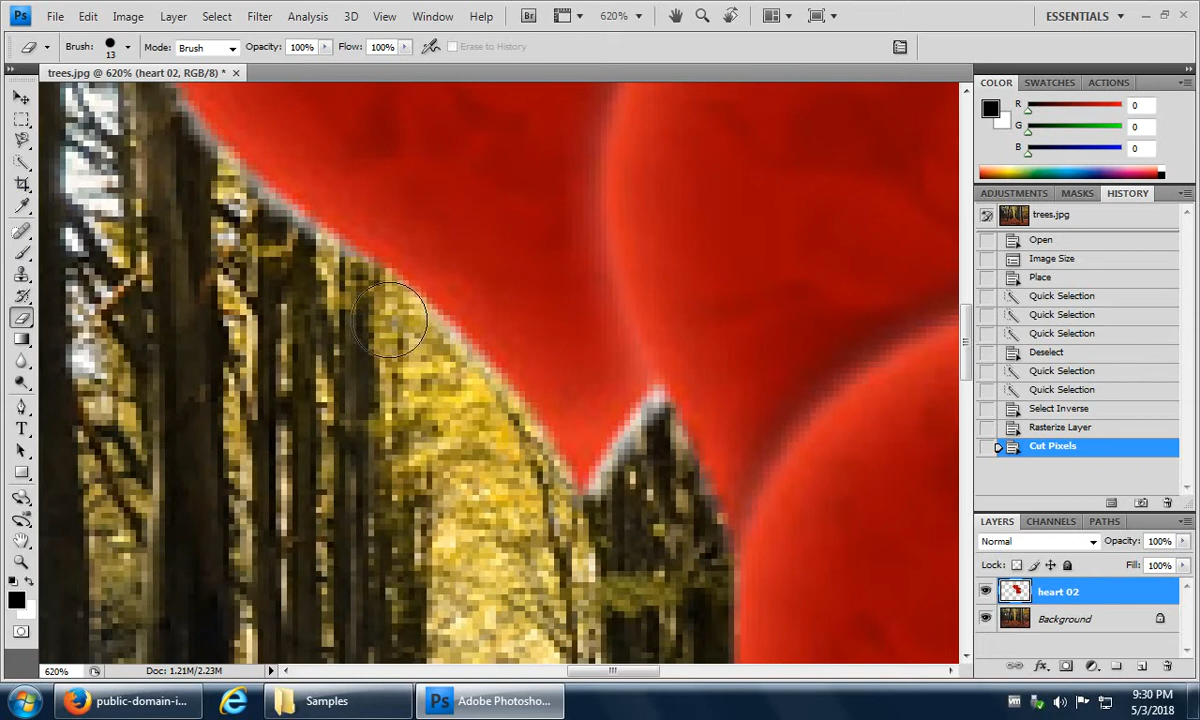 Ps File Edit Image Layer Select Filter Analysis 3D View Window Help Br 620% ESSENTIALS
Brush: 13 Mode: Brush Opacity: 100% Flow: 100% Erase to History
trees.jpg @ 620% (heart 02, RGB/8) *
COLOR SWATCHES ACTIONS
R 0
G 0
B 0
ADJUSTMENTS MASKS HISTORY
trees.jpg
Open
Image Size
Place
Quick Selection
Quick Selection
Quick Selection
Deselect
Quick Selection
Quick Selection
Select Inverse
Rasterize Layer
Cut Pixels
LAYERS CHANNELS PATHS
Normal Opacity: 100%
Lock: Fill: 100%
heart 02
Background
620% Doc: 1.21M/2.23M
public-domain-i... Samples Ps Adobe Photosho...
9:30 PM
5/3/2018